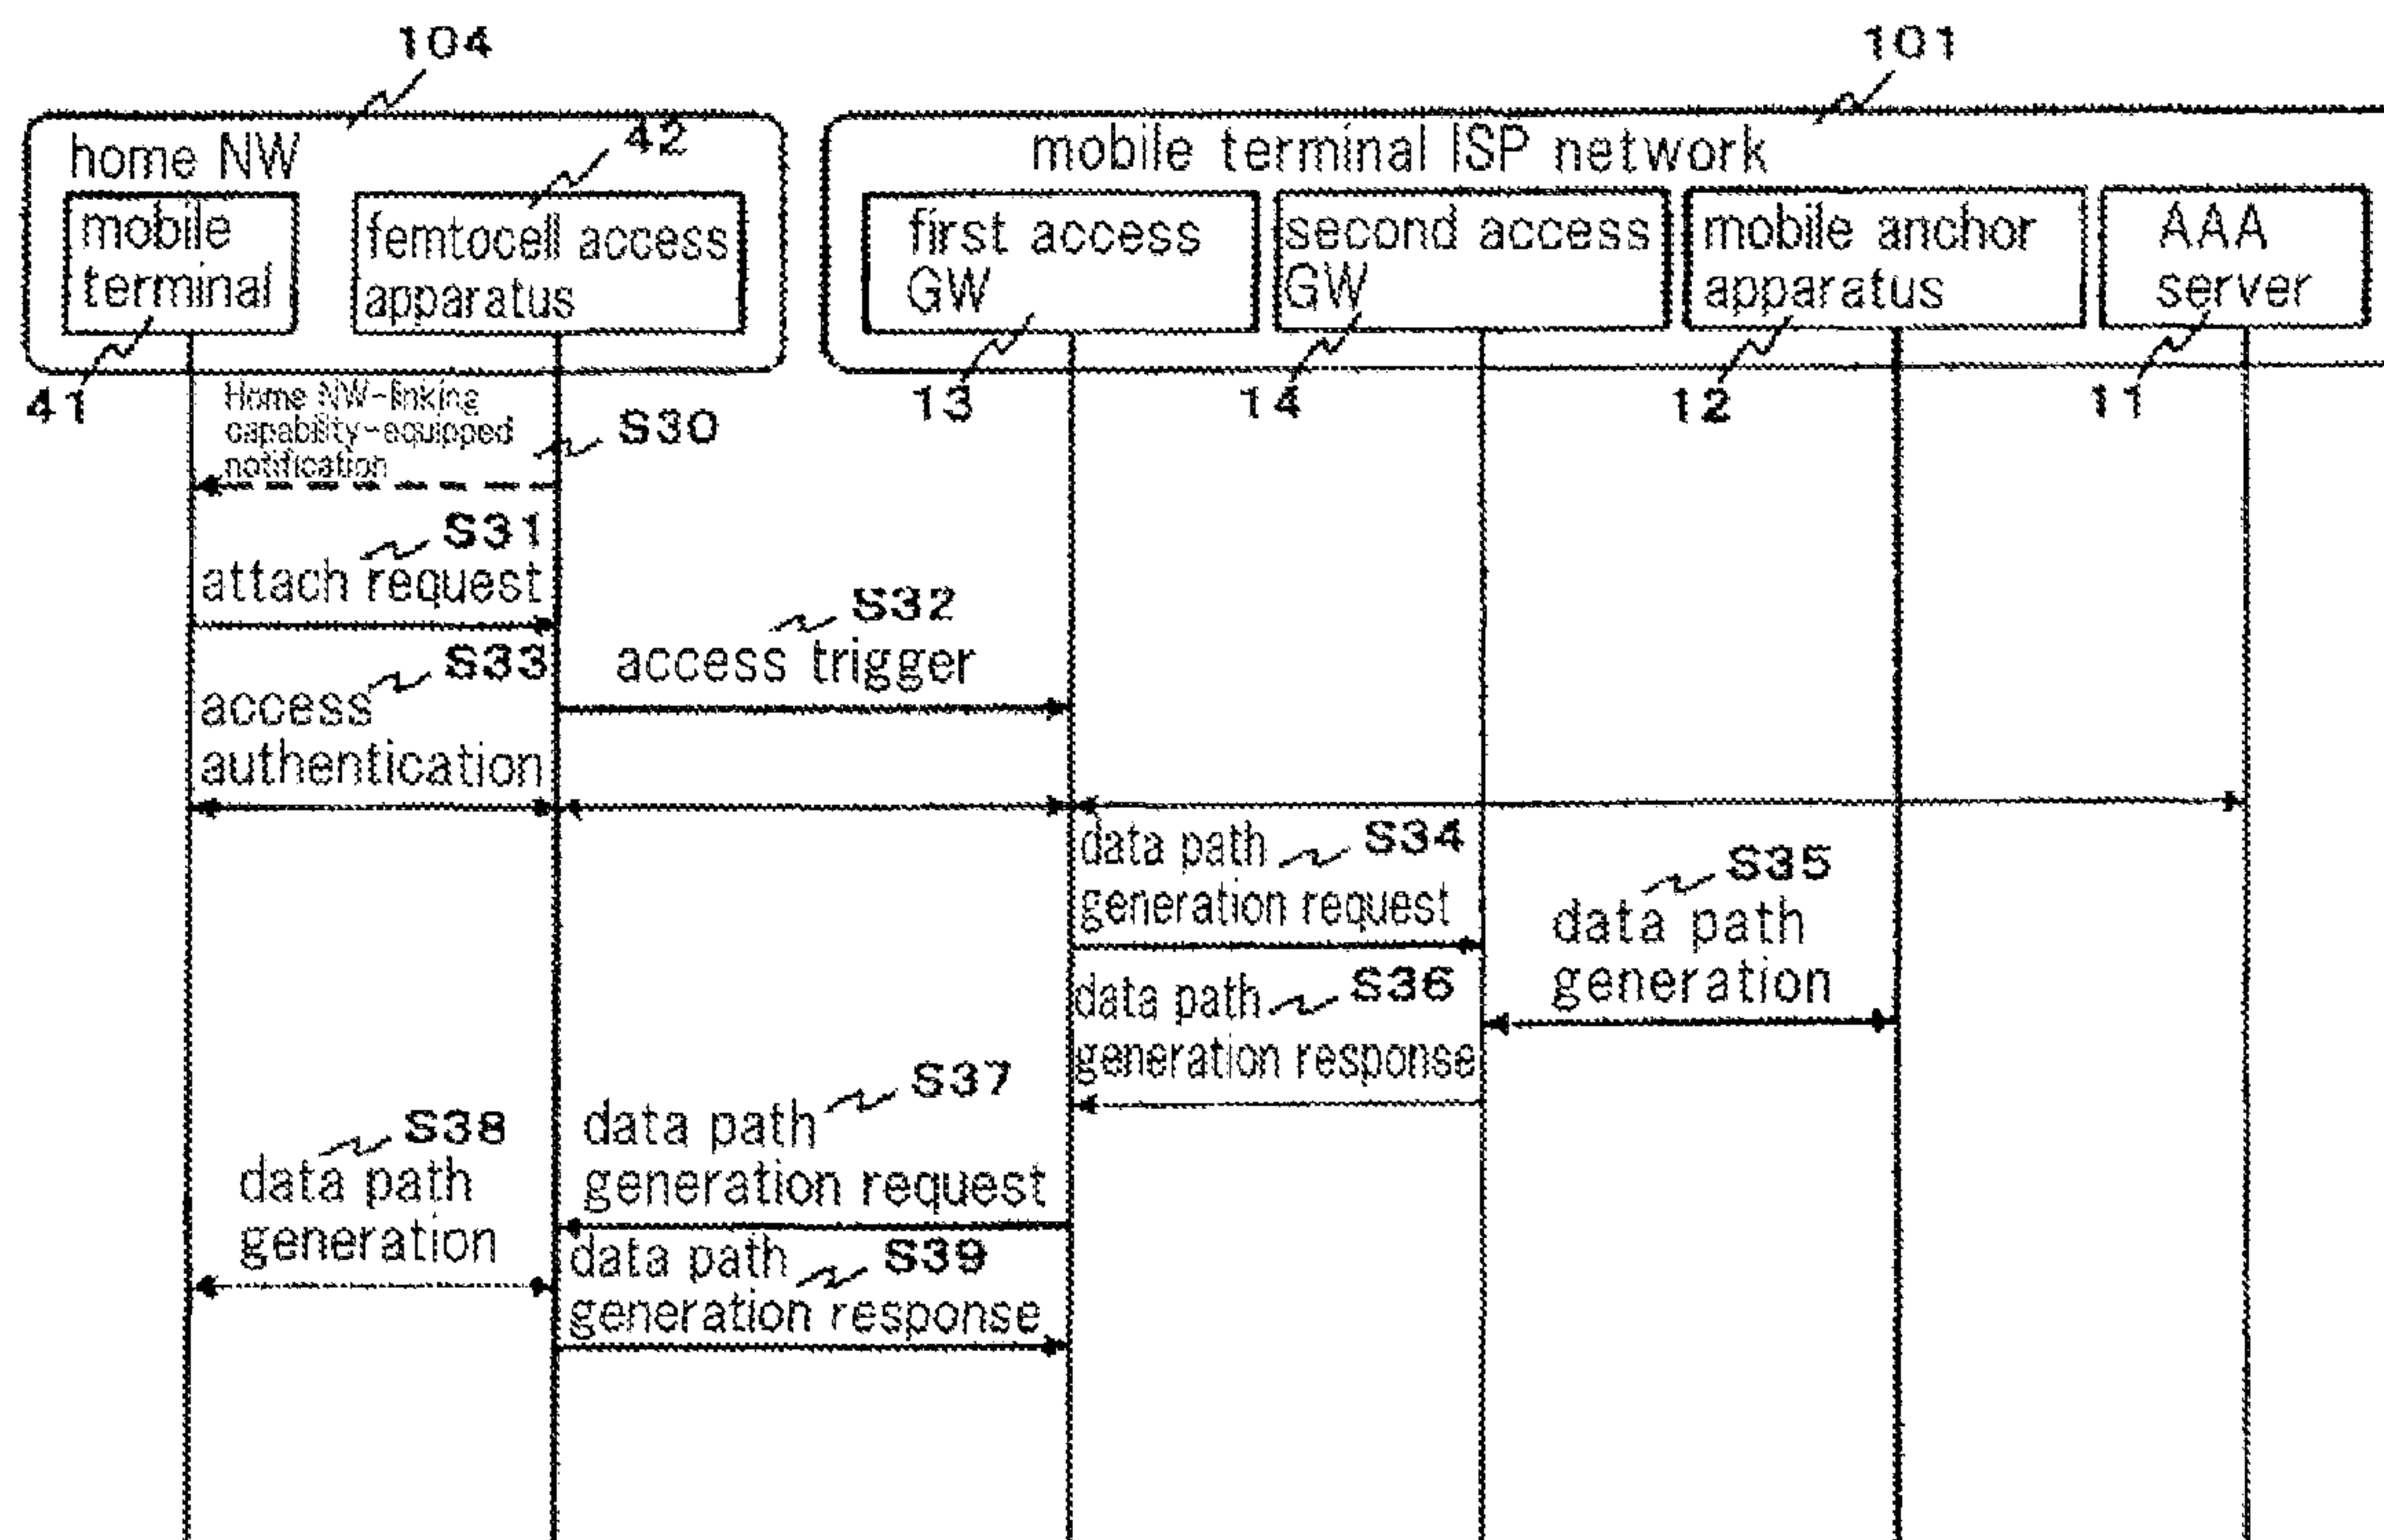 104
101
home NW
42
mobile terminal ISP network
mobile
terminal
femtocell access
apparatus
first access
GW
second access
GW
mobile anchor
apparatus
AAA
server
41
13
14
12
11
Home NW-linking
capability-equipped
notification
S30
S31
attach request
S32
access trigger
S33
access
authentication
data path
generation request
S34
S35
data path
generation
data path
generation response
S36
S37
data path
generation request
S38
data path
generation
data path
generation response
S39